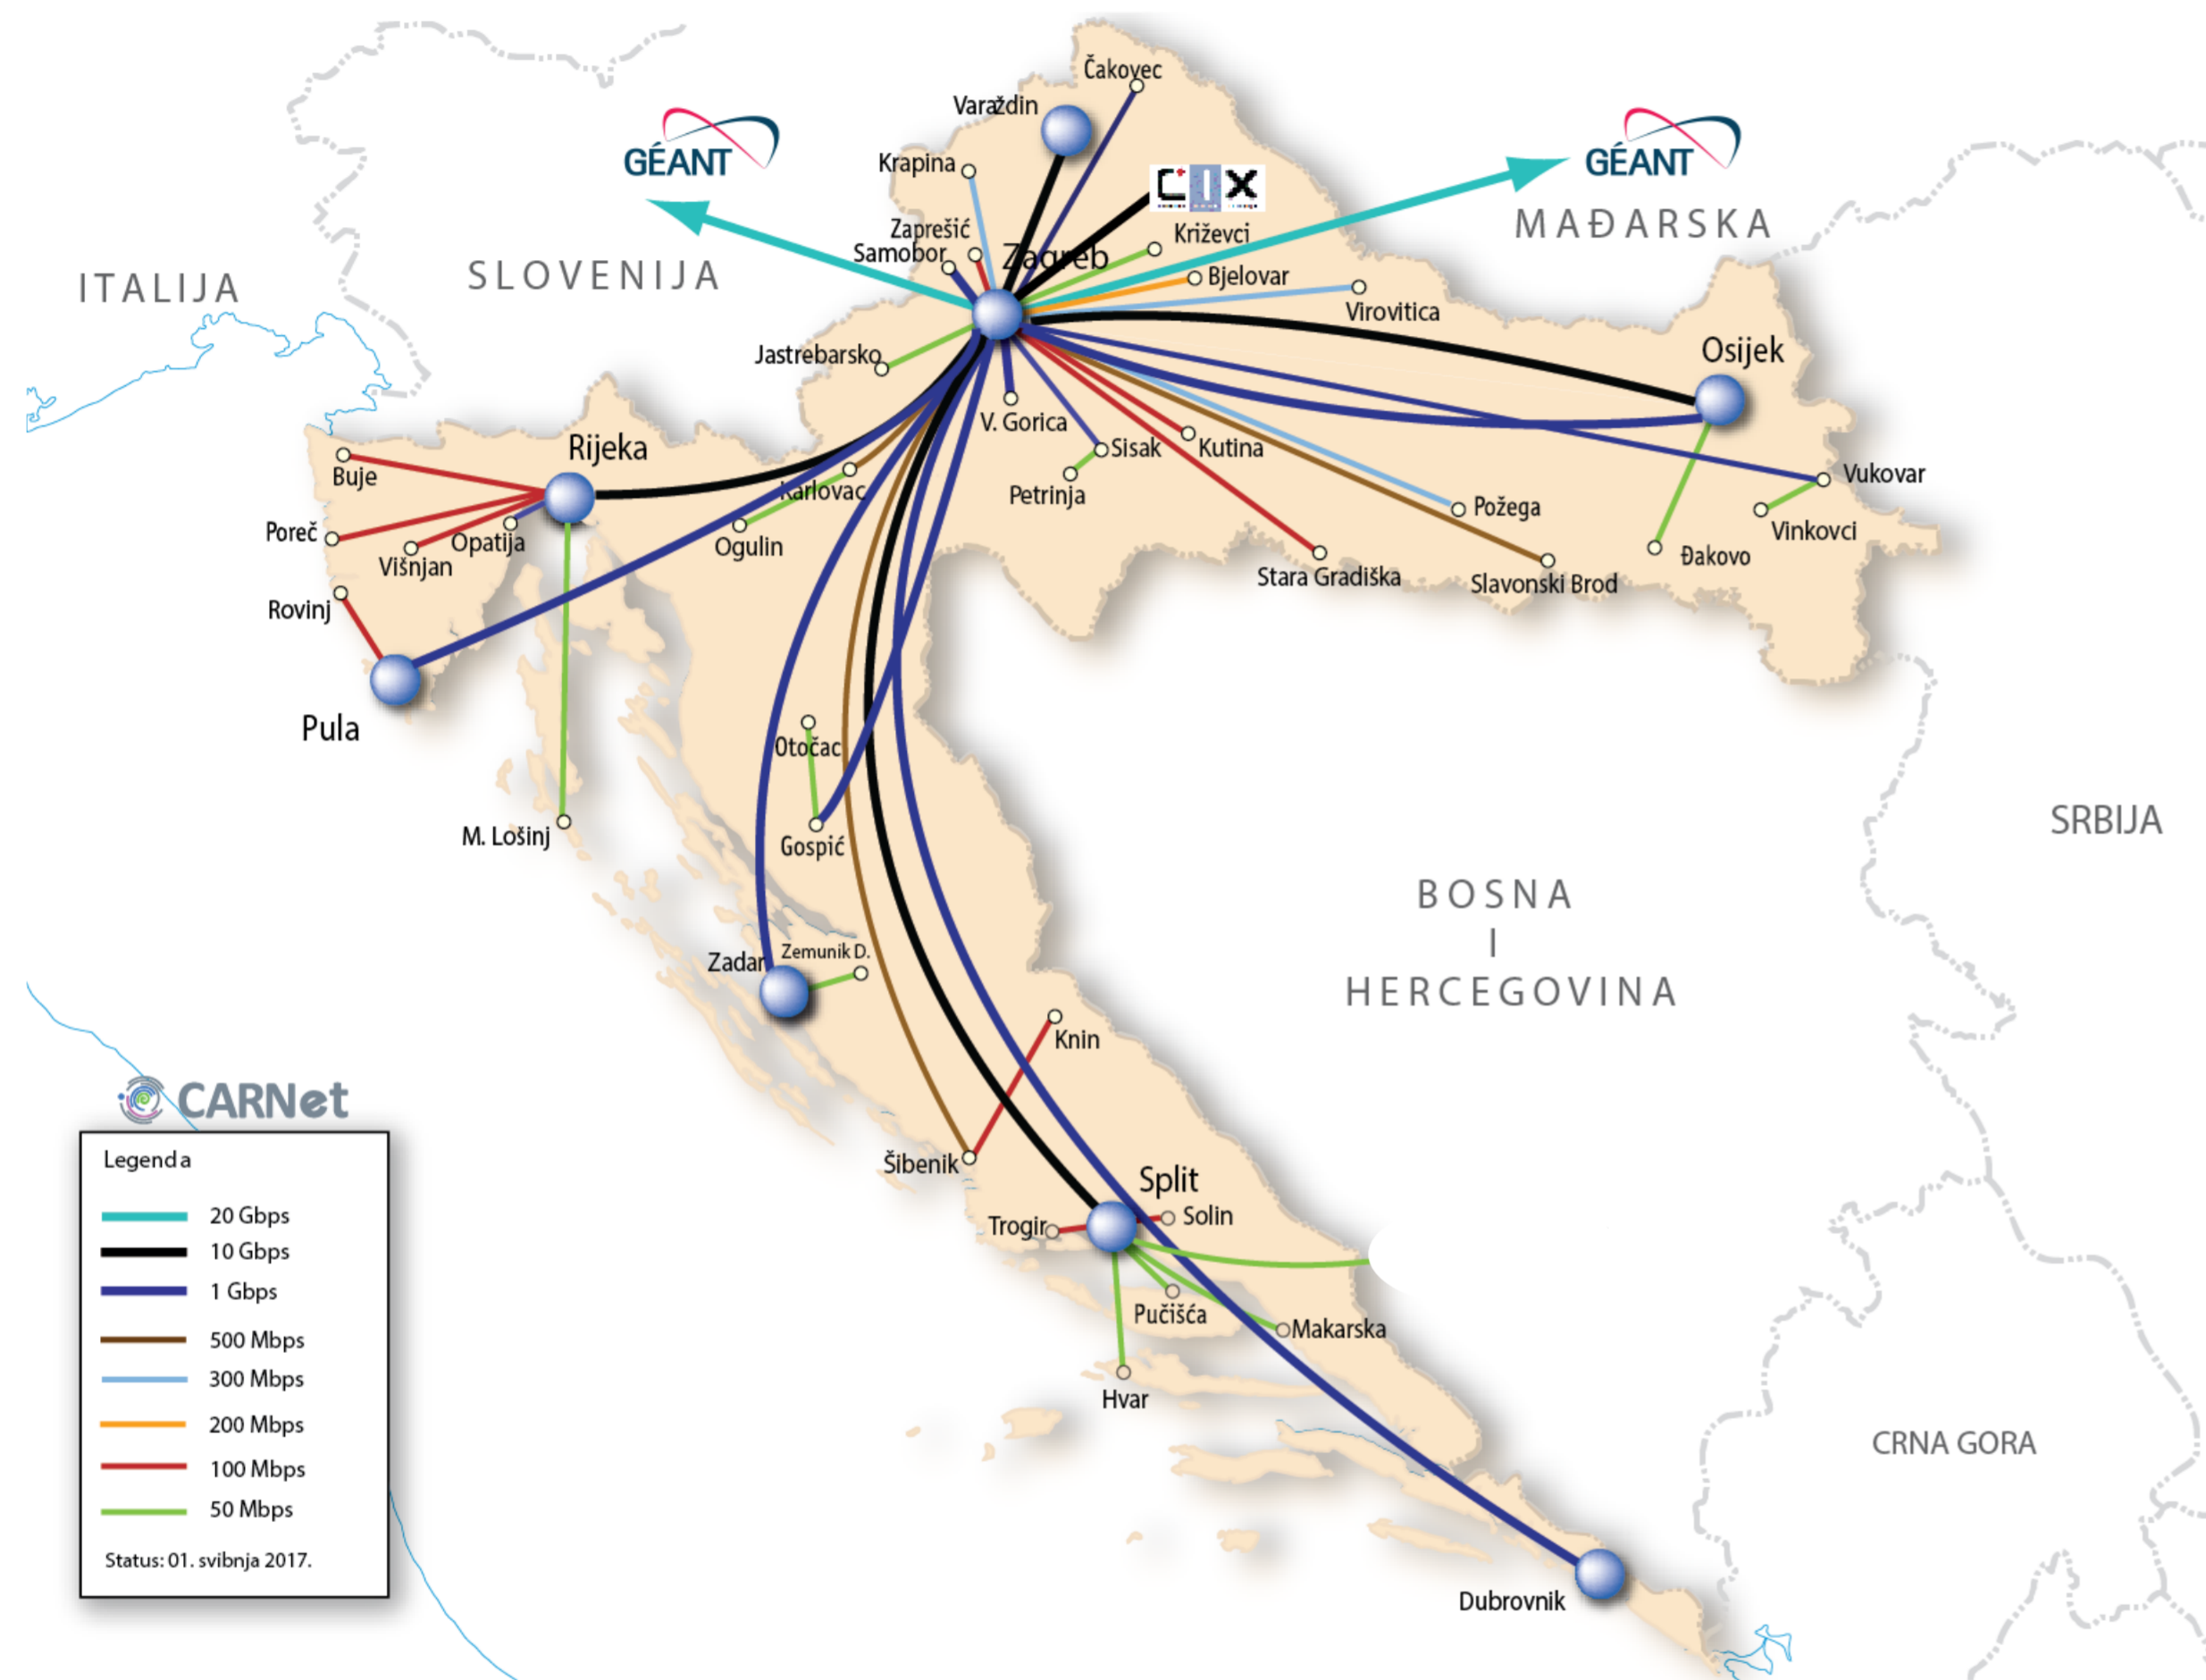 Čakovec
Varaždin
GÉANT
GÉANT
Krapina
CIX
MAĐARSKA
Zaprešić
Križevci
Samobor
Zagreb
SLOVENIJA
ITALIJA
Bjelovar
Virovitica
Jastrebarsko
Osijek
V. Gorica
Rijeka
Sisak
Kutina
Buje
Karlovac
Petrinja
Vukovar
Požega
Poreč
Opatija
Ogulin
Vinkovci
Višnjan
Đakovo
Stara Gradiška
Slavonski Brod
Rovinj
Pula
Otočac
M. Lošinj
Gospić
SRBIJA
BOSNA
I
HERCEGOVINA
Zadar
Zemunik D.
Knin
CARNet
Šibenik
Split
Trogir
Solin
Pučišća
Makarska
Hvar
CRNA GORA
Dubrovnik
Legenda
20 Gbps
10 Gbps
1 Gbps
500 Mbps
300 Mbps
200 Mbps
100 Mbps
50 Mbps
Status: 01. svibnja 2017.